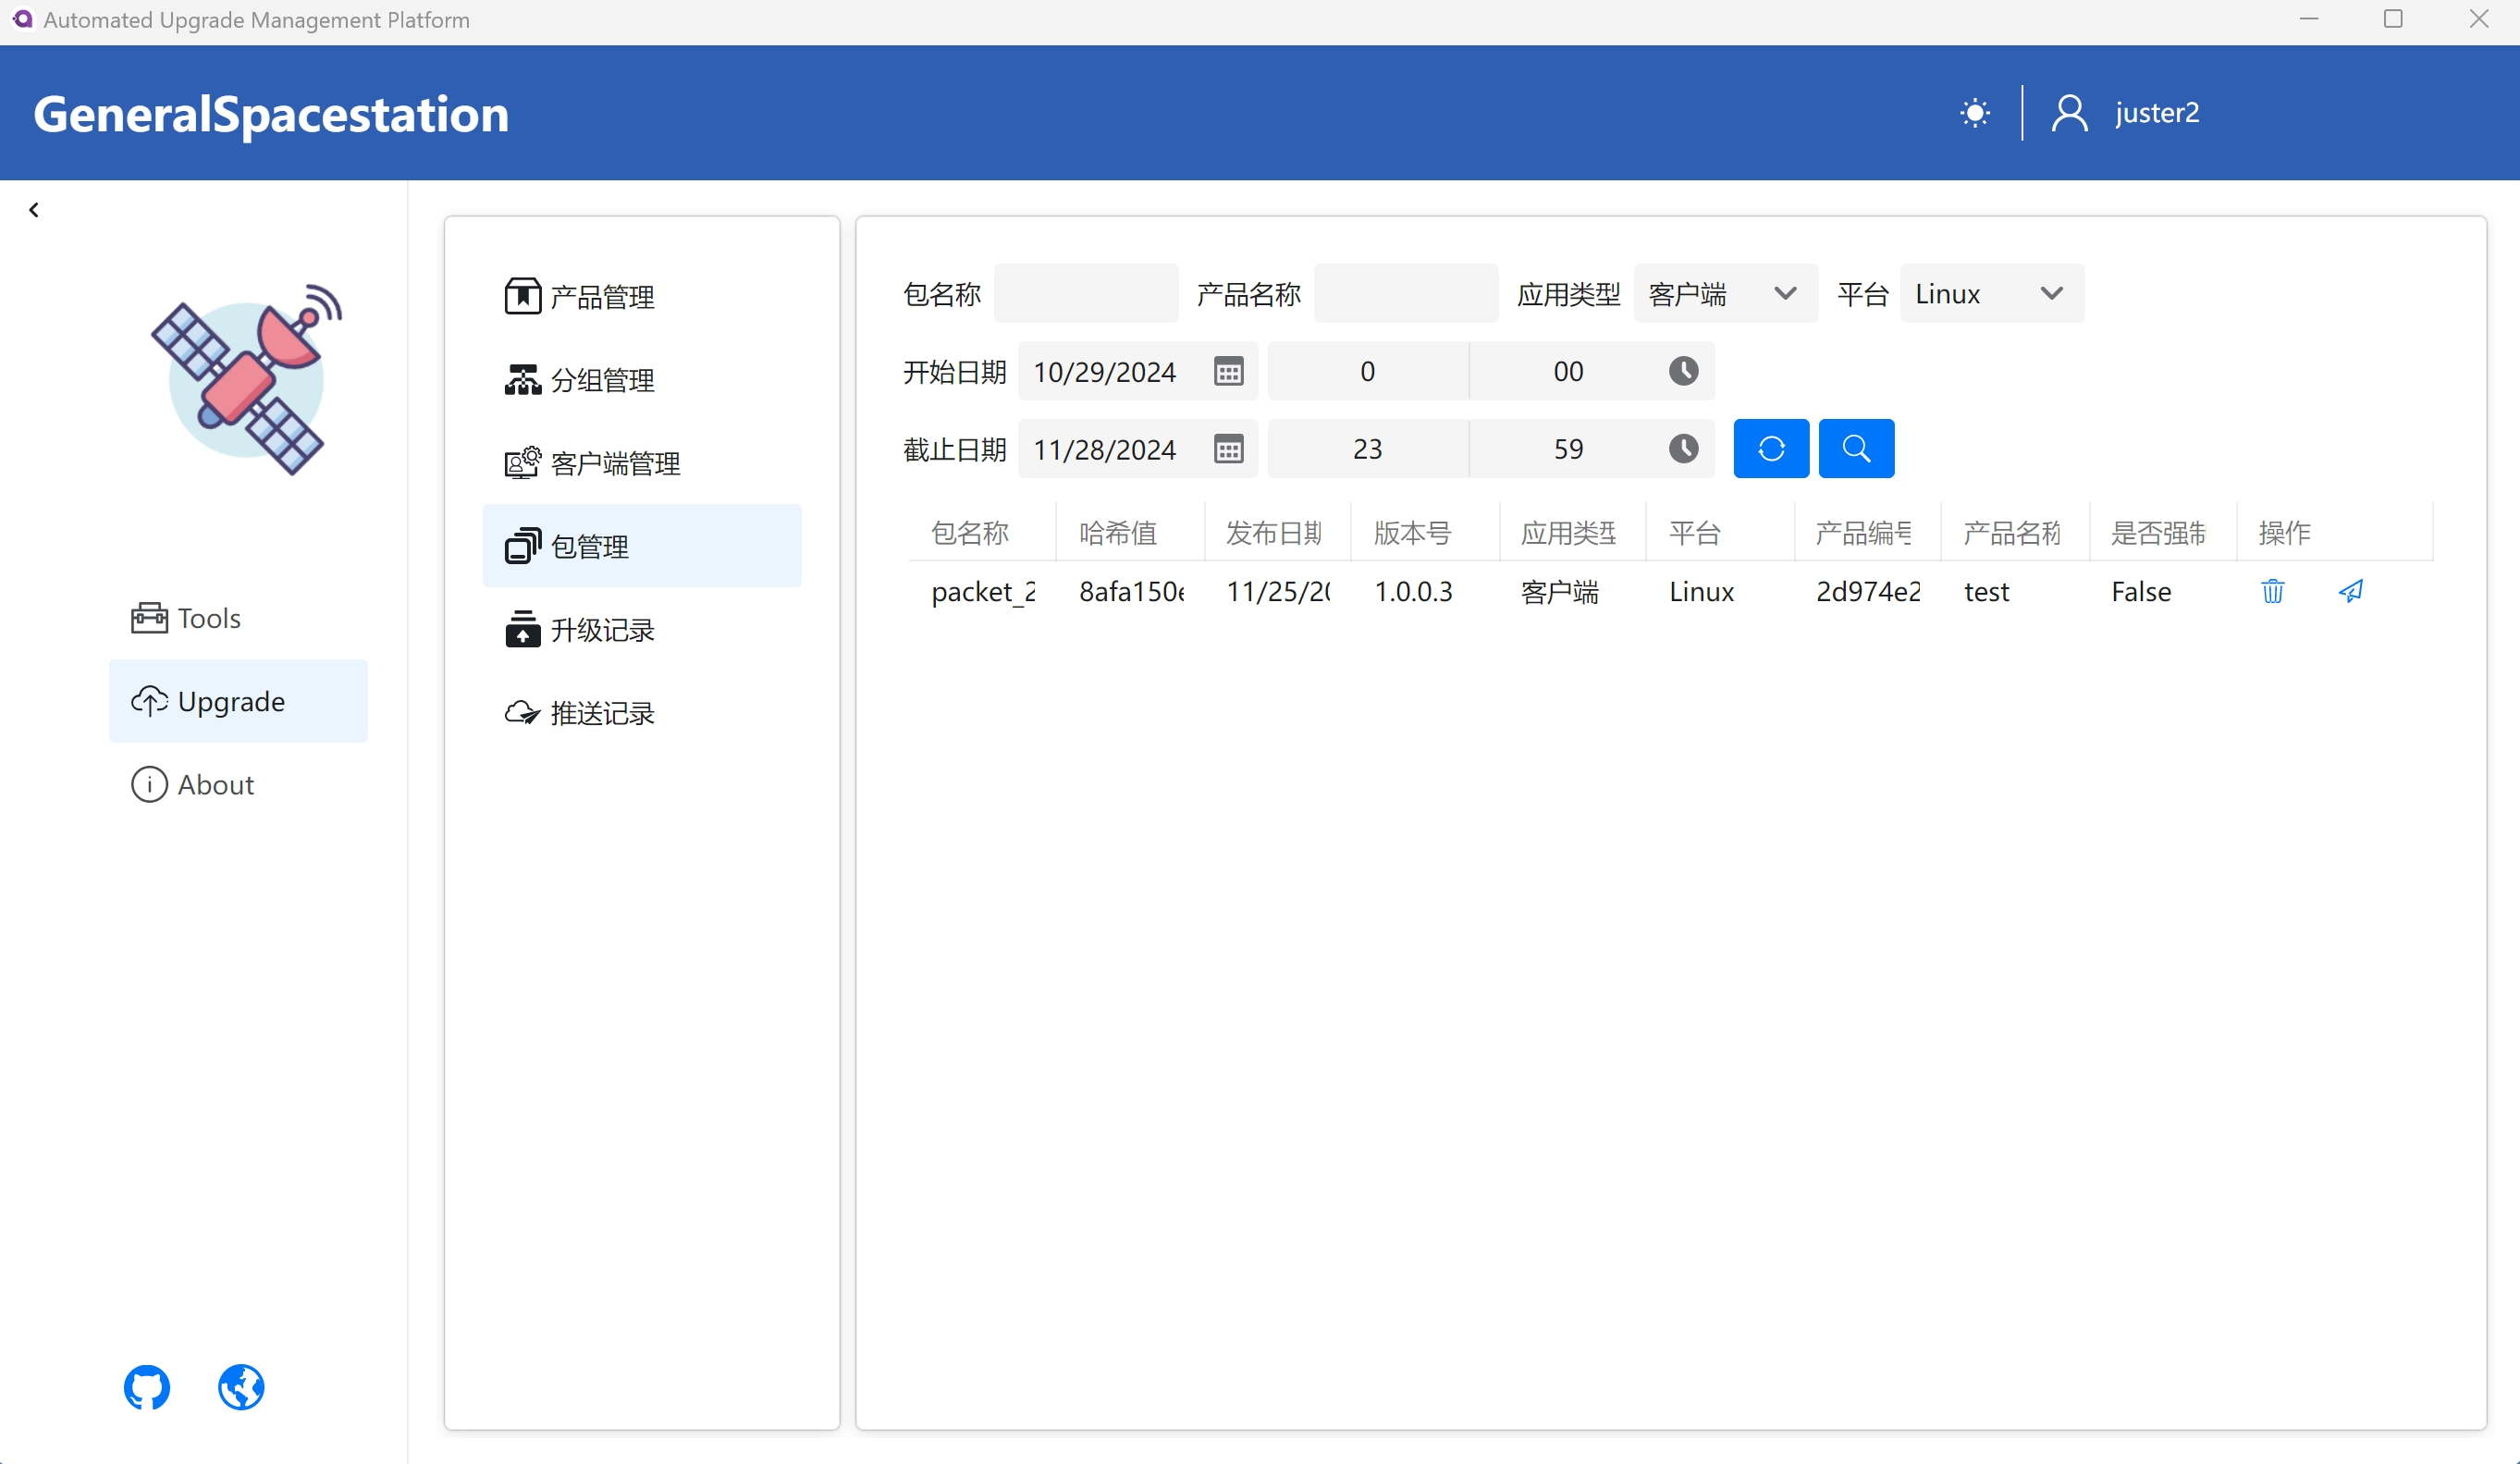 Automated Upgrade Management Platform
GeneralSpacestation
juster2
Tools
Upgrade
About
产品管理
分组管理
客户端管理
包管理
升级记录
推送记录
包名称 产品名称 应用类型 客户端 平台 Linux
开始日期 10/29/2024 0 00
截止日期 11/28/2024 23 59
包名称 哈希值 发布日期 版本号 应用类型 平台 产品编号 产品名称 是否强制 操作
packet_2 8afa150e 11/25/20 1.0.0.3 客户端 Linux 2d974e2 test False